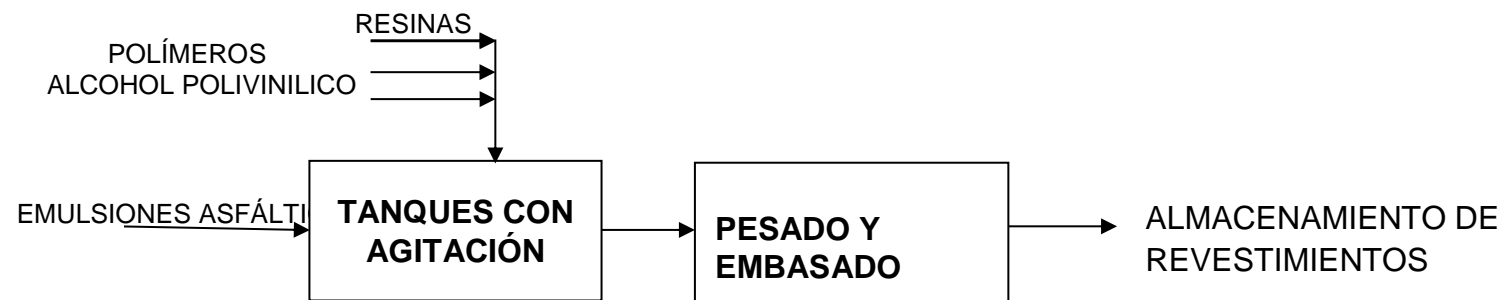 RESINAS
POLÍMEROS
ALCOHOL POLIVINILICO
EMULSIONES ASFÁLTI
TANQUES CON
AGITACIÓN
PESADO Y
EMBASADO
ALMACENAMIENTO DE
REVESTIMIENTOS